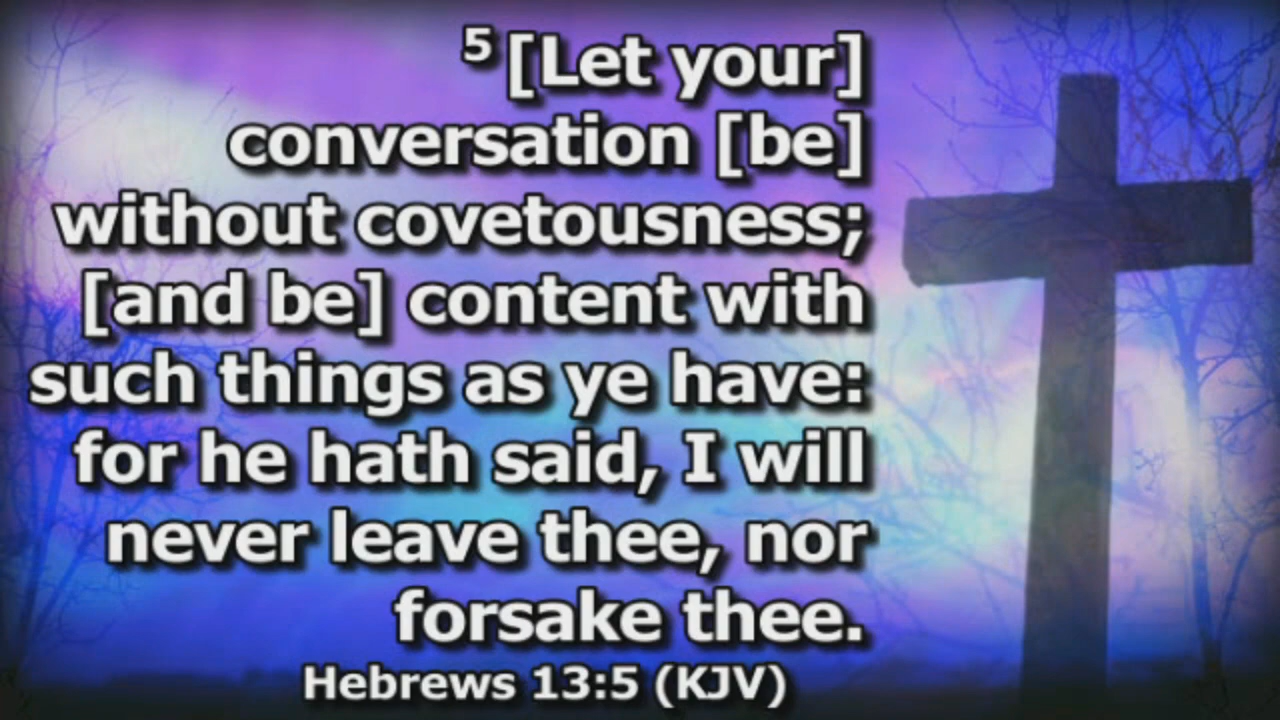 5 [Let your]
conversation [be]
without covetousness;
[and be] content with
such things as ye have:
for he hath said, I will
never leave thee, nor
forsake thee.
Hebrews 13:5 (KJV)